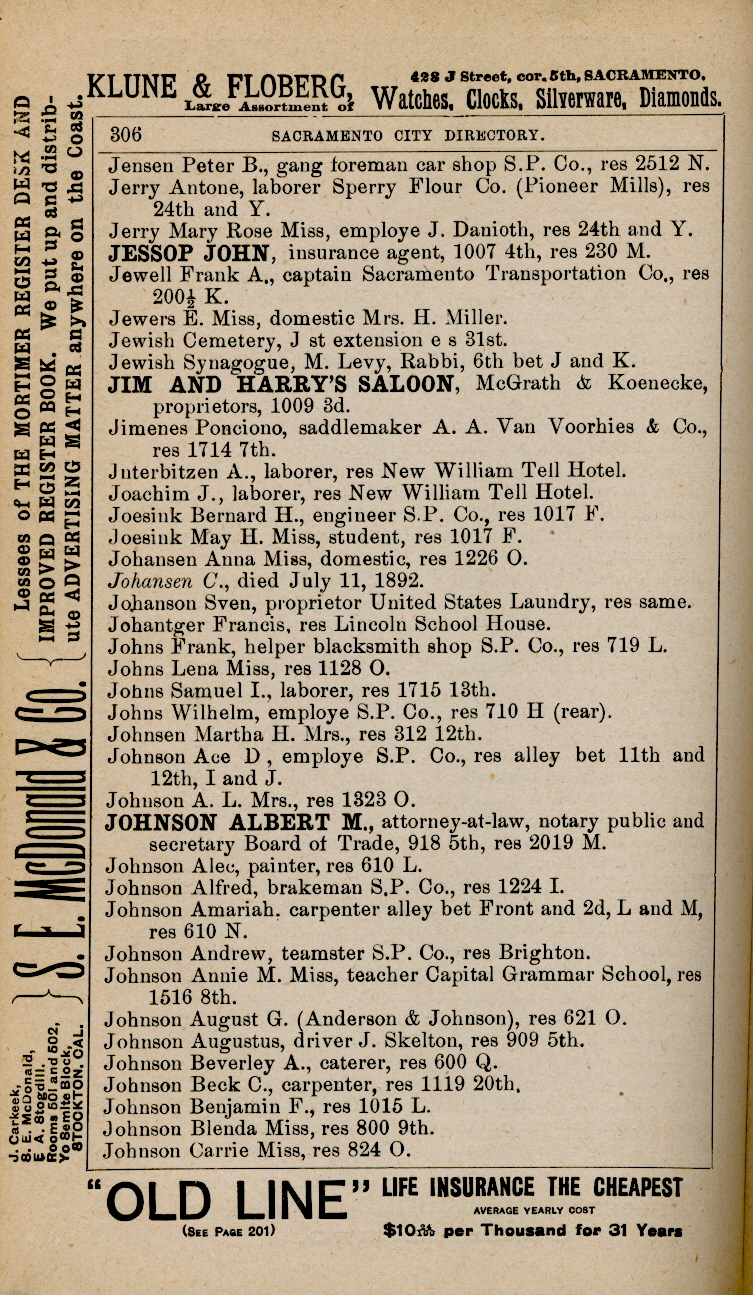 KLUNE & FLOBERG,
Large Assortment of
428 J Street, cor. 5th, SACRAMENTO.
Watches, Clocks, Silverware, Diamonds.
306 SACRAMENTO CITY DIRECTORY.
Jensen Peter B., gang foreman car shop S.P. Co., res 2512 N.
Jerry Antone, laborer Sperry Flour Co. (Pioneer Mills), res
24th and Y.
Jerry Mary Rose Miss, employe J. Danioth, res 24th and Y.
JESSOP JOHN, insurance agent, 1007 4th, res 230 M.
Jewell Frank A., captain Sacramento Transportation Co., res
200½ K.
Jewers E. Miss, domestic Mrs. H. Miller.
Jewish Cemetery, J st extension e s 31st.
Jewish Synagogue, M. Levy, Rabbi, 6th bet J and K.
JIM AND HARRY'S SALOON, McGrath & Koenecke,
proprietors, 1009 3d.
Jimenes Ponciono, saddlemaker A. A. Van Voorhies & Co.,
res 1714 7th.
Jnterbitzen A., laborer, res New William Tell Hotel.
Joachim J., laborer, res New William Tell Hotel.
Joesink Bernard H., engineer S.P. Co., res 1017 F.
Joesink May H. Miss, student, res 1017 F.
Johansen Anna Miss, domestic, res 1226 O.
Johansen C., died July 11, 1892.
Johanson Sven, proprietor United States Laundry, res same.
Johantger Francis, res Lincoln School House.
Johns Frank, helper blacksmith shop S.P. Co., res 719 L.
Johns Lena Miss, res 1128 O.
Johns Samuel I., laborer, res 1715 13th.
Johns Wilhelm, employe S.P. Co., res 710 H (rear).
Johnsen Martha H. Mrs., res 312 12th.
Johnson Ace D , employe S.P. Co., res alley bet 11th and
12th, I and J.
Johnson A. L. Mrs., res 1323 O.
JOHNSON ALBERT M., attorney-at-law, notary public and
secretary Board of Trade, 918 5th, res 2019 M.
Johnson Alec, painter, res 610 L.
Johnson Alfred, brakeman S.P. Co., res 1224 I.
Johnson Amariah. carpenter alley bet Front and 2d, L and M,
res 610 N.
Johnson Andrew, teamster S.P. Co., res Brighton.
Johnson Annie M. Miss, teacher Capital Grammar School, res
1516 8th.
Johnson August G. (Anderson & Johnson), res 621 O.
Johnson Augustus, driver J. Skelton, res 909 5th.
Johnson Beverley A., caterer, res 600 Q.
Johnson Beck C., carpenter, res 1119 20th.
Johnson Benjamin F., res 1015 L.
Johnson Blenda Miss, res 800 9th.
Johnson Carrie Miss, res 824 O.
"OLD LINE"
(SEE PAGE 201)
LIFE INSURANCE THE CHEAPEST
AVERAGE YEARLY COST
per Thousand for 31 Years
J. Carkeek,
S. E. McDonald,
E A. Stogdill.
Rooms 501 and 502,
Yo Semite Block,
STOCKTON, CAL.
S. E. McDonald & Co.
Lessees of THE MORTIMER REGISTER DESK AND
IMPROVED REGISTER BOOK. We put up and distrib-
ute ADVERTISING MATTER anywhere on the Coast.